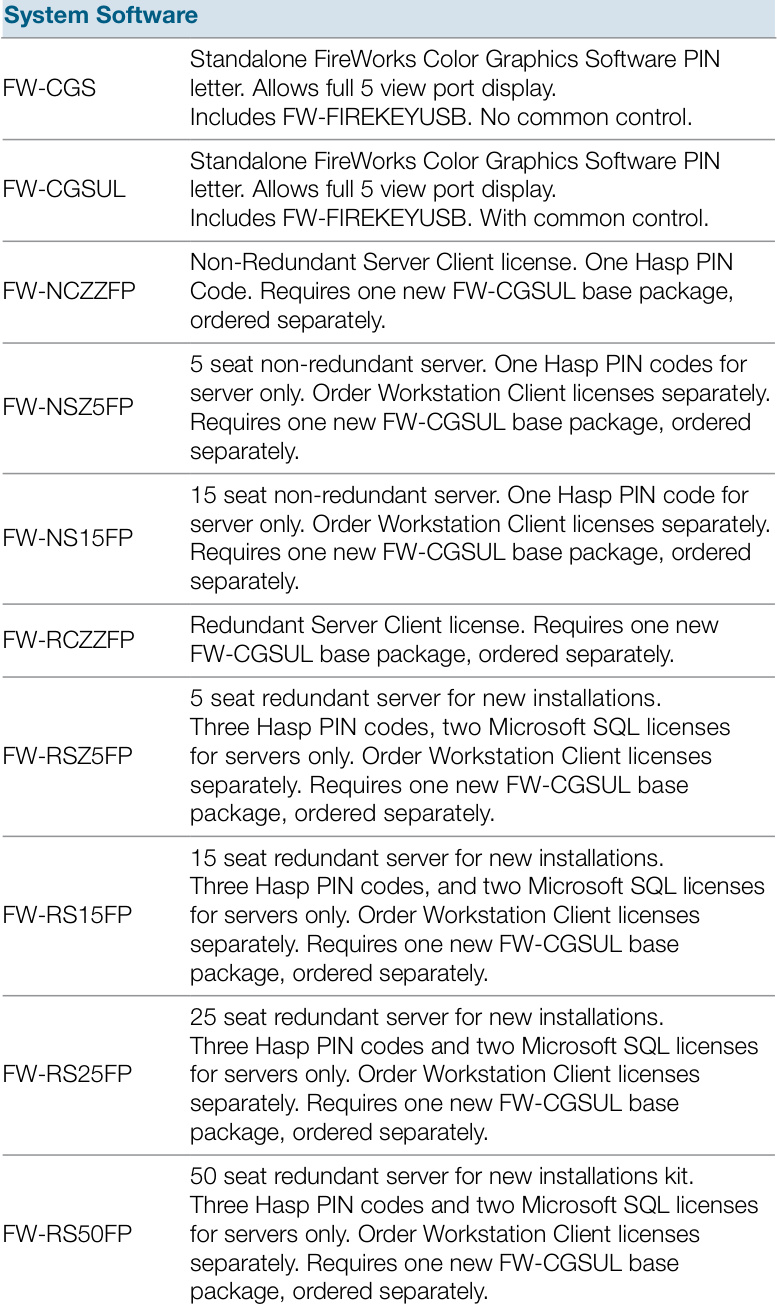 System Software
FW-CGS
Standalone FireWorks Color Graphics Software PIN
letter. Allows full 5 view port display.
Includes FW-FIREKEYUSB. No common control.
FW-CGSUL
Standalone FireWorks Color Graphics Software PIN
letter. Allows full 5 view port display.
Includes FW-FIREKEYUSB. With common control.
FW-NCZZFP
Non-Redundant Server Client license. One Hasp PIN
Code. Requires one new FW-CGSUL base package,
ordered separately.
FW-NSZ5FP
5 seat non-redundant server. One Hasp PIN codes for
server only. Order Workstation Client licenses separately.
Requires one new FW-CGSUL base package, ordered
separately.
FW-NS15FP
15 seat non-redundant server. One Hasp PIN code for
server only. Order Workstation Client licenses separately.
Requires one new FW-CGSUL base package, ordered
separately.
FW-RCZZFP
Redundant Server Client license. Requires one new
FW-CGSUL base package, ordered separately.
FW-RSZ5FP
5 seat redundant server for new installations.
Three Hasp PIN codes, two Microsoft SQL licenses
for servers only. Order Workstation Client licenses
separately. Requires one new FW-CGSUL base
package, ordered separately.
FW-RS15FP
15 seat redundant server for new installations.
Three Hasp PIN codes, and two Microsoft SQL licenses
for servers only. Order Workstation Client licenses
separately. Requires one new FW-CGSUL base
package, ordered separately.
FW-RS25FP
25 seat redundant server for new installations.
Three Hasp PIN codes and two Microsoft SQL licenses
for servers only. Order Workstation Client licenses
separately. Requires one new FW-CGSUL base
package, ordered separately.
FW-RS50FP
50 seat redundant server for new installations kit.
Three Hasp PIN codes and two Microsoft SQL licenses
for servers only. Order Workstation Client licenses
separately. Requires one new FW-CGSUL base
package, ordered separately.